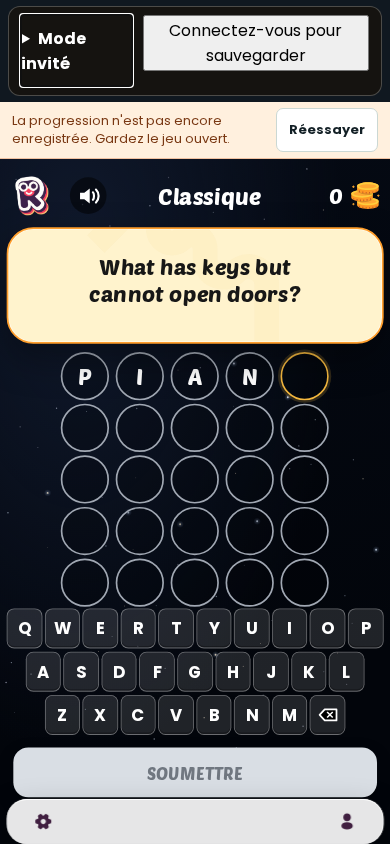 ▶ Mode
invité
Connectez-vous pour
sauvegarder
La progression n'est pas encore
enregistrée. Gardez le jeu ouvert.
Réessayer
R
Classique
0
What has keys but
cannot open doors?
P I A N
Q W E R T Y U I O P
A S D F G H J K L
Z X C V B N M
SOUMETTRE